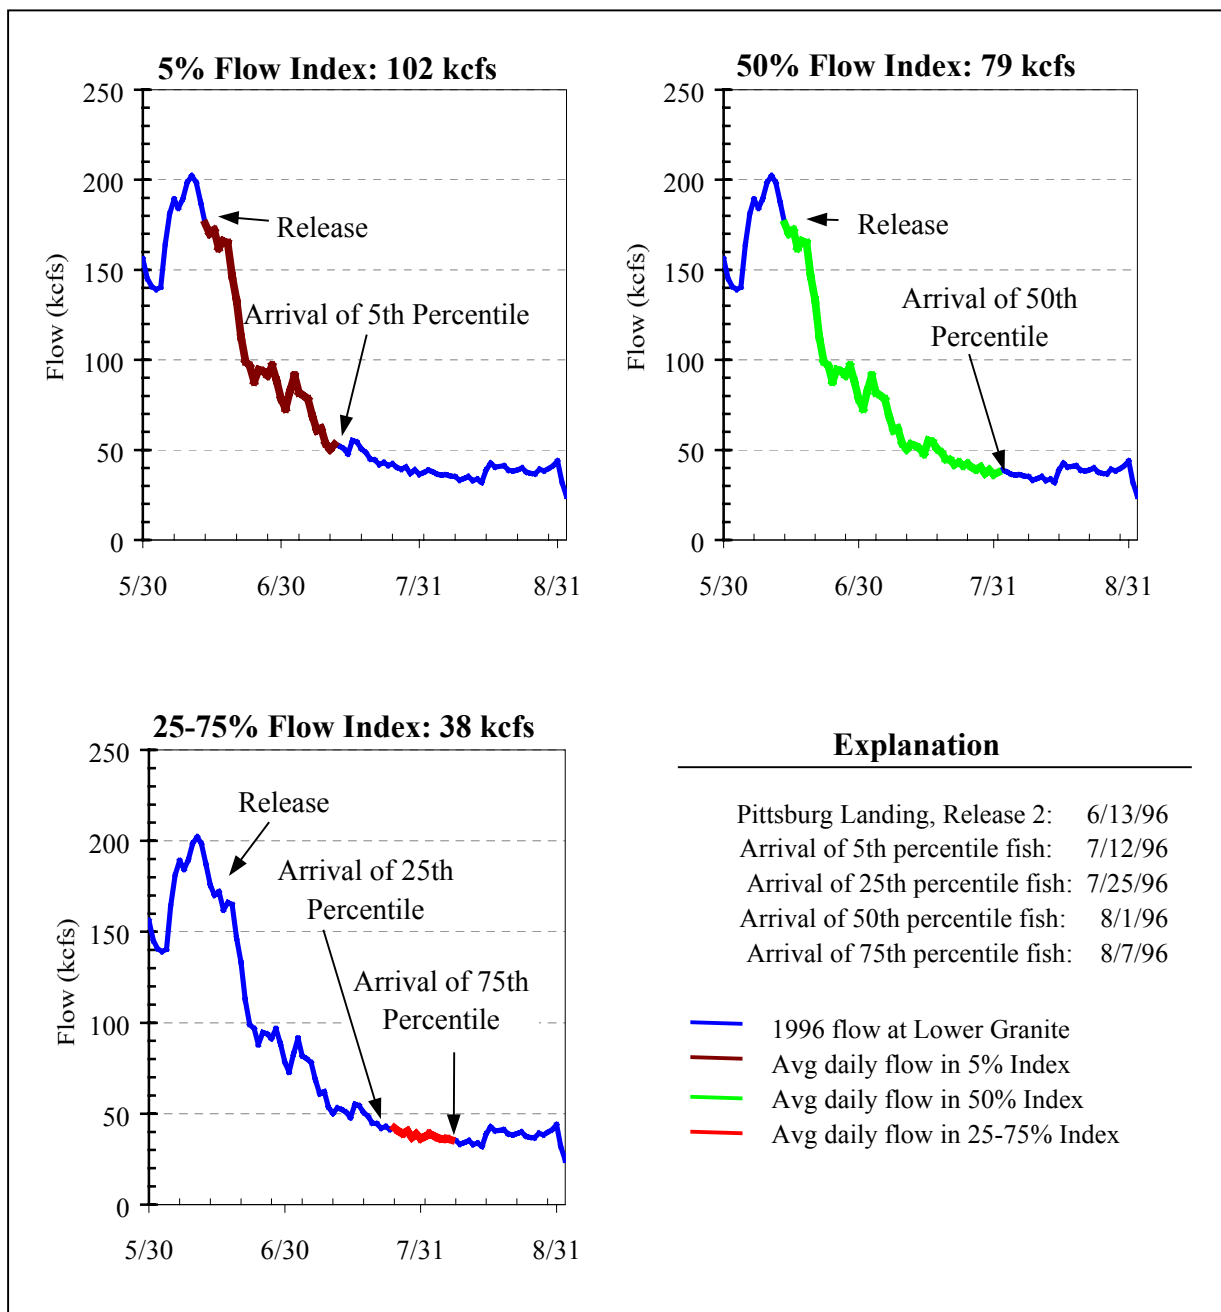 5% Flow Index: 102 kcfs
250
200
150
100
50
0
Flow (kcfs)
Release
Arrival of 5th Percentile
5/30
6/30
7/31
8/31
50% Flow Index: 79 kcfs
250
200
150
100
50
0
Flow (kcfs)
Release
Arrival of 50th
Percentile
5/30
6/30
7/31
8/31
25-75% Flow Index: 38 kcfs
250
200
150
100
50
0
Flow (kcfs)
Release
Arrival of 25th
Percentile
Arrival of 75th
Percentile
5/30
6/30
7/31
8/31
Explanation
Pittsburg Landing, Release 2: 6/13/96
Arrival of 5th percentile fish: 7/12/96
Arrival of 25th percentile fish: 7/25/96
Arrival of 50th percentile fish: 8/1/96
Arrival of 75th percentile fish: 8/7/96
1996 flow at Lower Granite
Avg daily flow in 5% Index
Avg daily flow in 50% Index
Avg daily flow in 25-75% Index